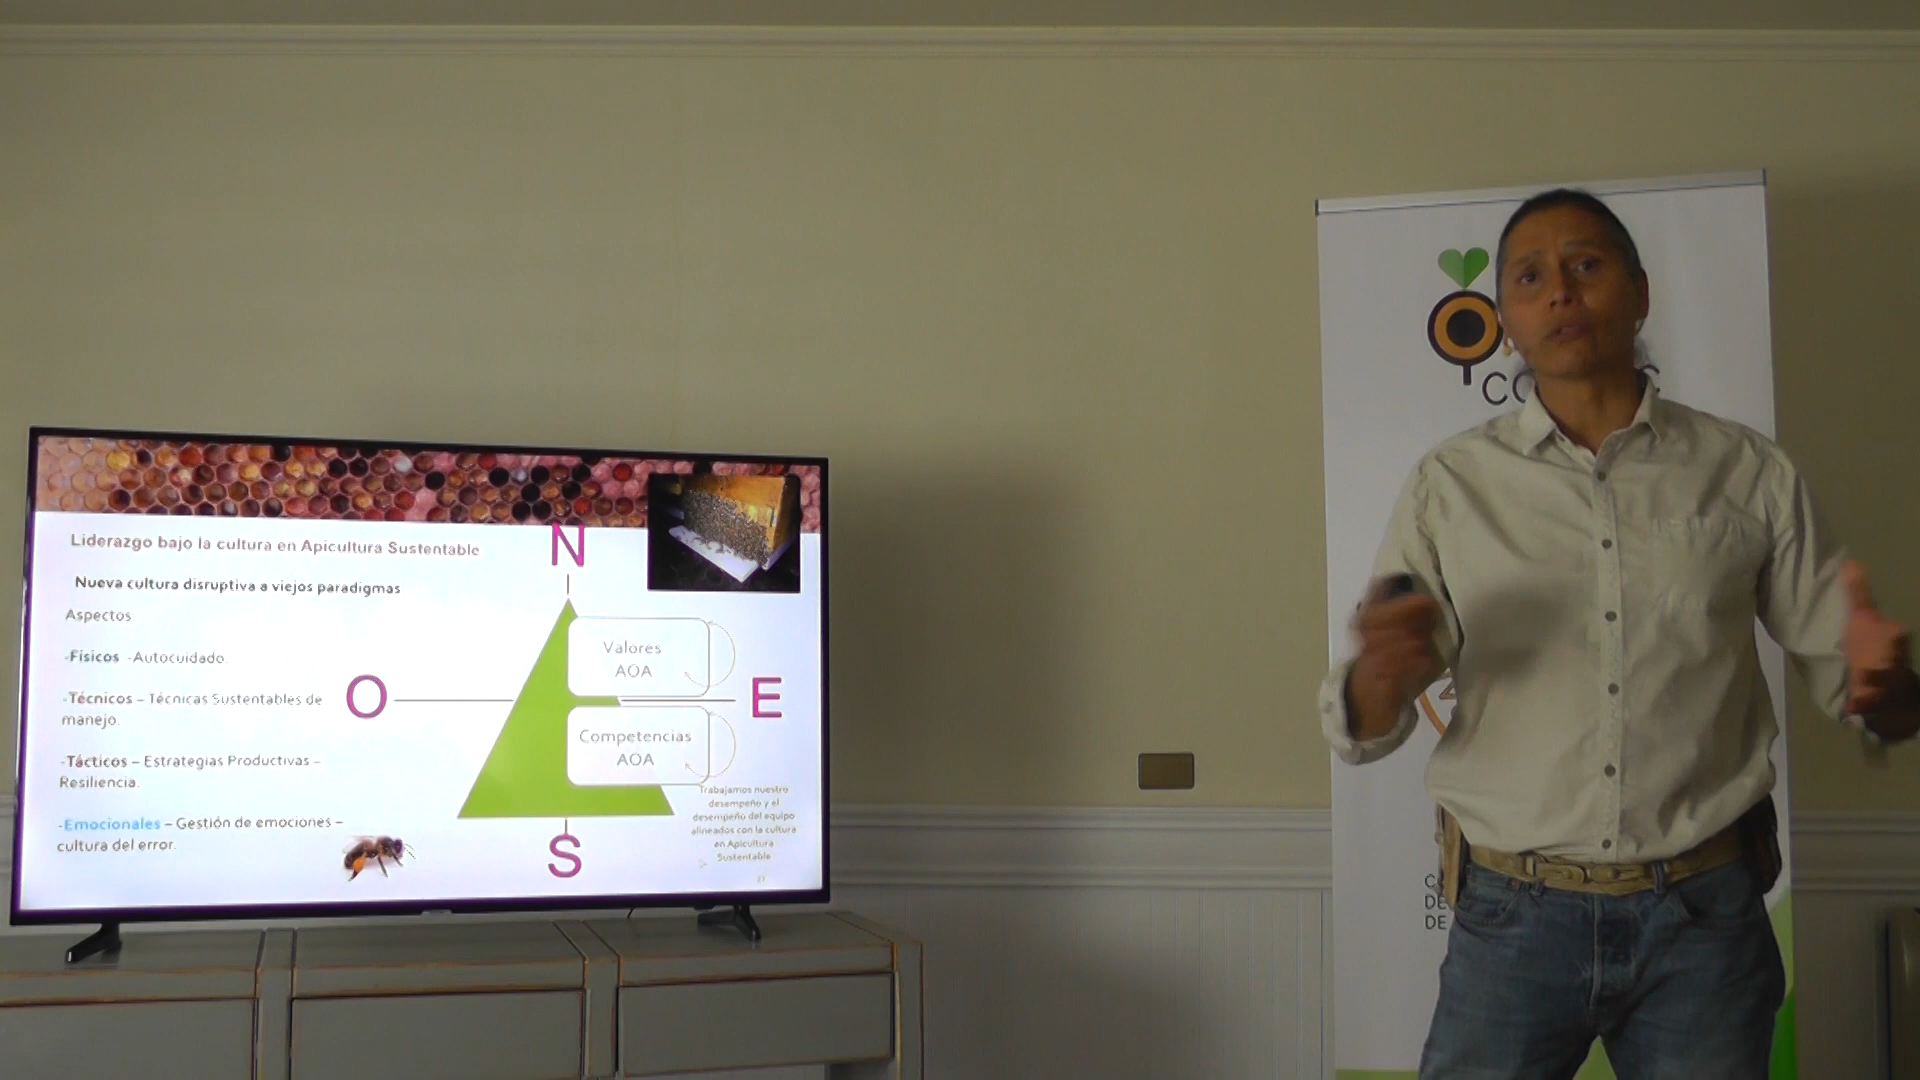 Liderazgo bajo la cultura en Apicultura Sustentable
Nueva cultura disruptiva a viejos paradigmas
Aspectos
-Físicos -Autocuidado.
-Técnicos – Técnicas Sustentables de
manejo.
-Tácticos – Estrategias Productivas –
Resiliencia.
-Emocionales – Gestión de emociones –
cultura del error.
N
O
E
S
Valores
AOA
Competencias
AOA
Trabajamos nuestro
desempeño y el
desempeño del equipo
alineados con la cultura
en Apicultura
Sustentable
DE
DE